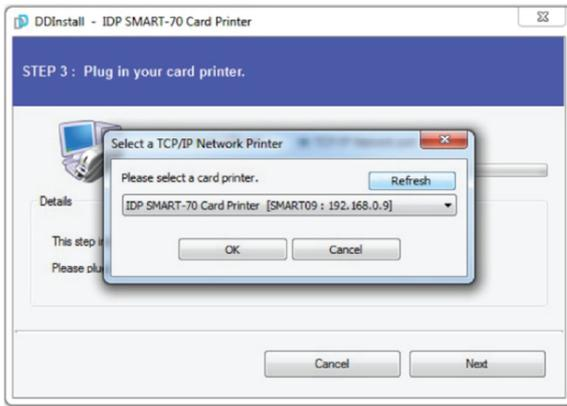 DDInstall - IDP SMART-70 Card Printer
STEP 3 : Plug in your card printer.
Select a TCP/IP Network Printer
Please select a card printer.
Refresh
IDP SMART-70 Card Printer [SMART09 : 192.168.0.9]
OK Cancel
Details
This step
Please
Cancel Next